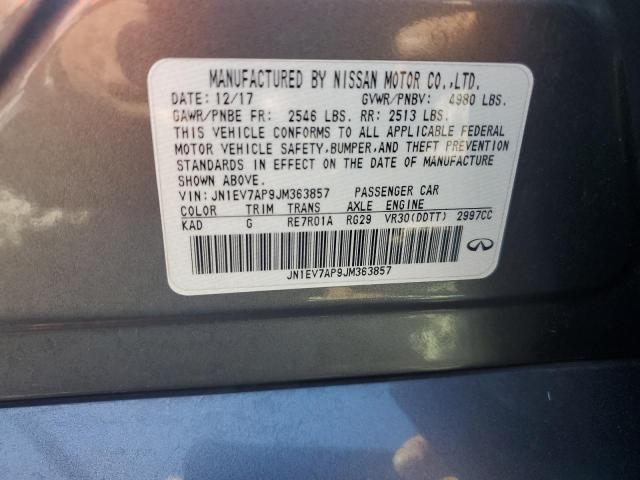 MANUFACTURED BY NISSAN MOTOR CO.,LTD.
DATE: 12/17 GVWR/PNBV: 4980 LBS.
GAWR/PNBE FR: 2546 LBS. RR: 2513 LBS.
THIS VEHICLE CONFORMS TO ALL APPLICABLE FEDERAL
MOTOR VEHICLE SAFETY,BUMPER,AND THEFT PREVENTION
STANDARDS IN EFFECT ON THE DATE OF MANUFACTURE
SHOWN ABOVE.
VIN: JN1EV7AP9JM363857 PASSENGER CAR
COLOR TRIM TRANS AXLE ENGINE
KAD G RE7R01A RG29 VR30(DDTT) 2997CC
JN1EV7AP9JM363857